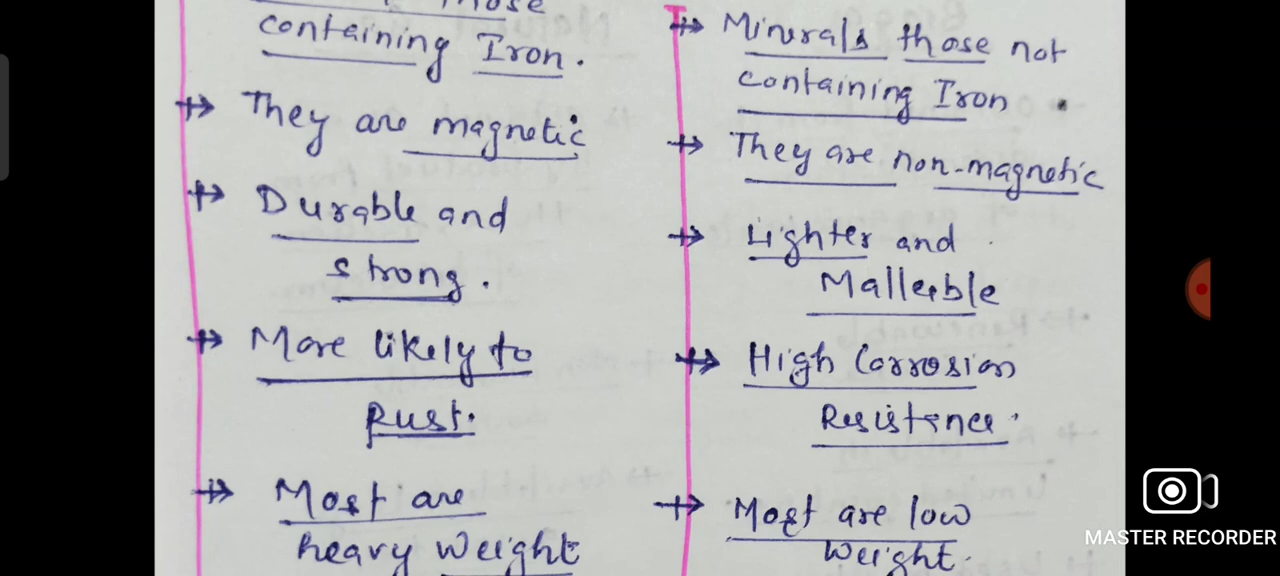 those
containing Iron.
They are magnetic
Durable and
strong.
More likely to
Rust.
Most are
heavy weight
Minerals those not
containing Iron.
They are non-magnetic
Lighter and
Malleable
High Corrosion
Resistance.
Most are low
weight.
MASTER RECORDER